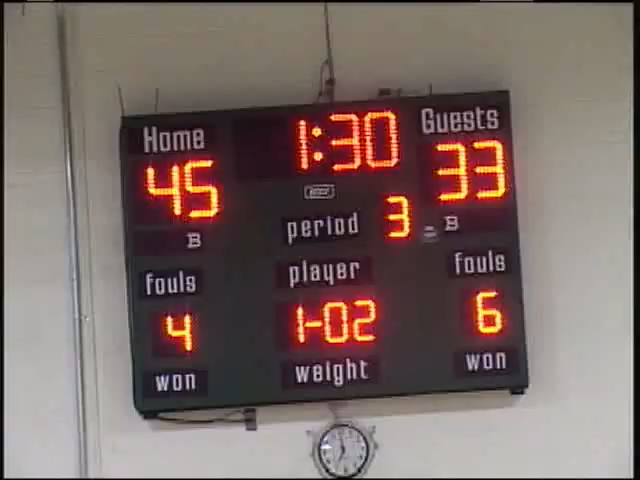 Home 1:30 Guests
45 33
period 3
B B
fouls player fouls
4 1-02 6
won weight won